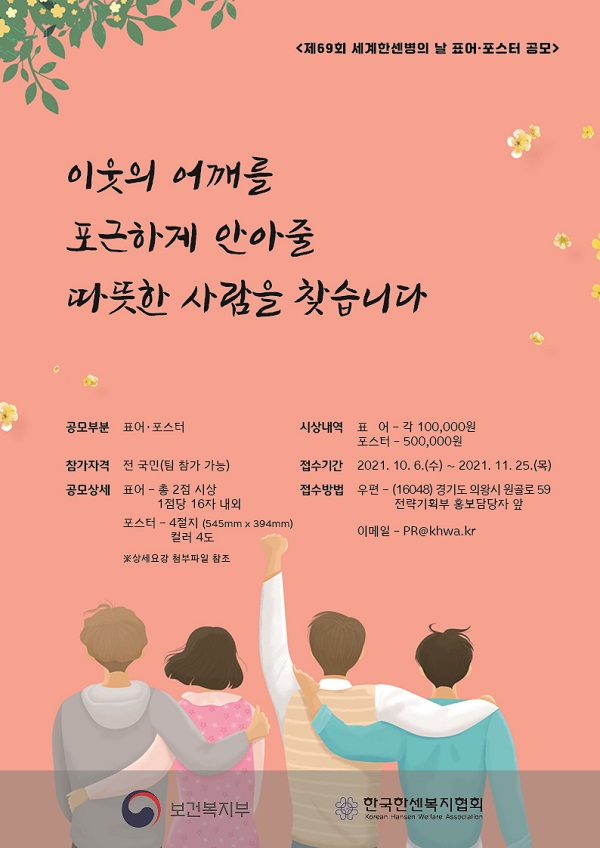 <제69회 세계한센병의 날 표어·포스터 공모>
이웃의 어깨를
포근하게 안아줄
따뜻한 사람을 찾습니다
공모부분 표어·포스터
참가자격 전 국민(팀 참가 가능)
공모상세 표어 – 총 2점 시상
1점당 16자 내외
포스터 – 4절지 (545mm x 394mm)
컬러 4도
※상세요강 첨부파일 참조
시상내역 표 어 – 각 100,000원
포스터 – 500,000원
접수기간 2021. 10. 6.(수) ~ 2021. 11. 25.(목)
접수방법 우편 – (16048) 경기도 의왕시 원골로 59
전략기획부 홍보담당자 앞
이메일 – PR@khwa.kr
보건복지부
한국한센복지협회
Korean Hansen Welfare Association